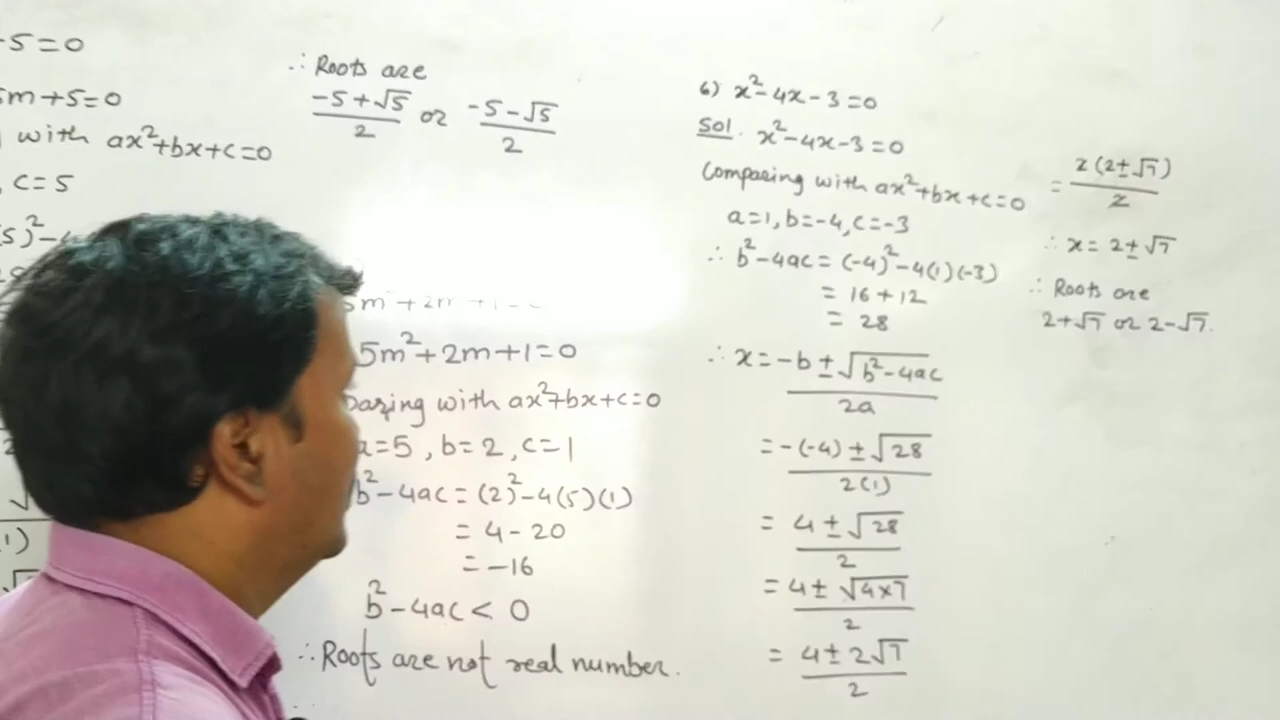 -5=0
5m+5=0
with ax²+bx+c=0
, c=5
∴ Roots are
(-5+√5)/2 or (-5-√5)/2
5m²+2m+1=0
with ax²+bx+c=0
a=5, b=2, c=1
b²-4ac = (2)²-4(5)(1)
= 4-20
= -16
b²-4ac < 0
∴ Roots are not real number.
6) x²-4x-3=0
Sol. x²-4x-3=0
Comparing with ax²+bx+c=0
a=1, b=-4, c=-3
∴ b²-4ac = (-4)²-4(1)(-3)
= 16+12
= 28
∴ x = (-b ± √(b²-4ac))/2a
= (-(-4) ± √28)/2(1)
= (4 ± √28)/2
= (4 ± √(4×7))/2
= (4 ± 2√7)/2
= 2(2±√7)/2
∴ x = 2±√7
∴ Roots are
2+√7 or 2-√7.